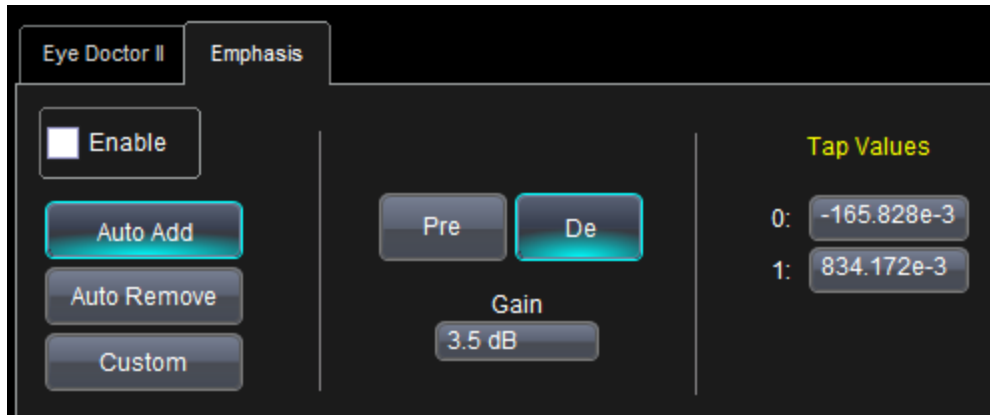 Eye Doctor II
Emphasis
Enable
Auto Add
Auto Remove
Custom
Pre
De
Gain
3.5 dB
Tap Values
0: -165.828e-3
1: 834.172e-3